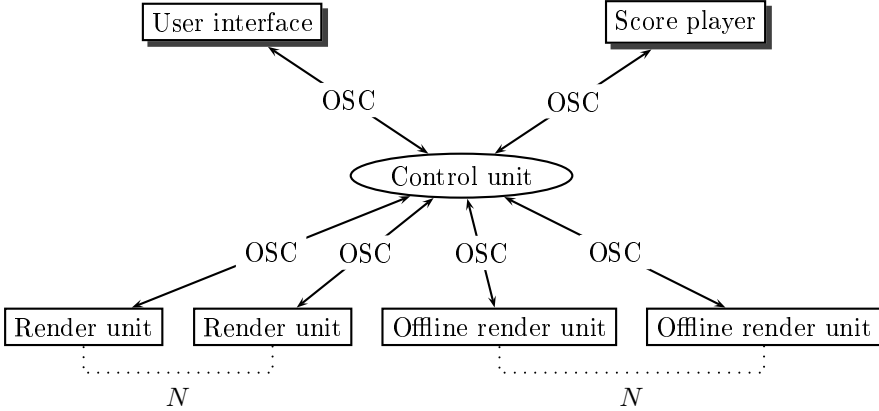 User interface
Score player
OSC
OSC
Control unit
OSC
OSC
OSC
OSC
Render unit
Render unit
Offline render unit
Offline render unit
N
N